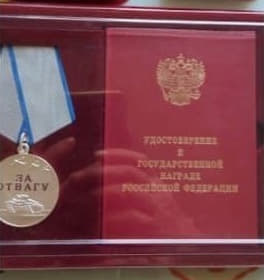 ЗА
ОТВАГУ
УДОСТОВЕРЕНИЕ
К
ГОСУДАРСТВЕННОЙ
НАГРАДЕ
РОССИЙСКОЙ ФЕДЕРАЦИИ